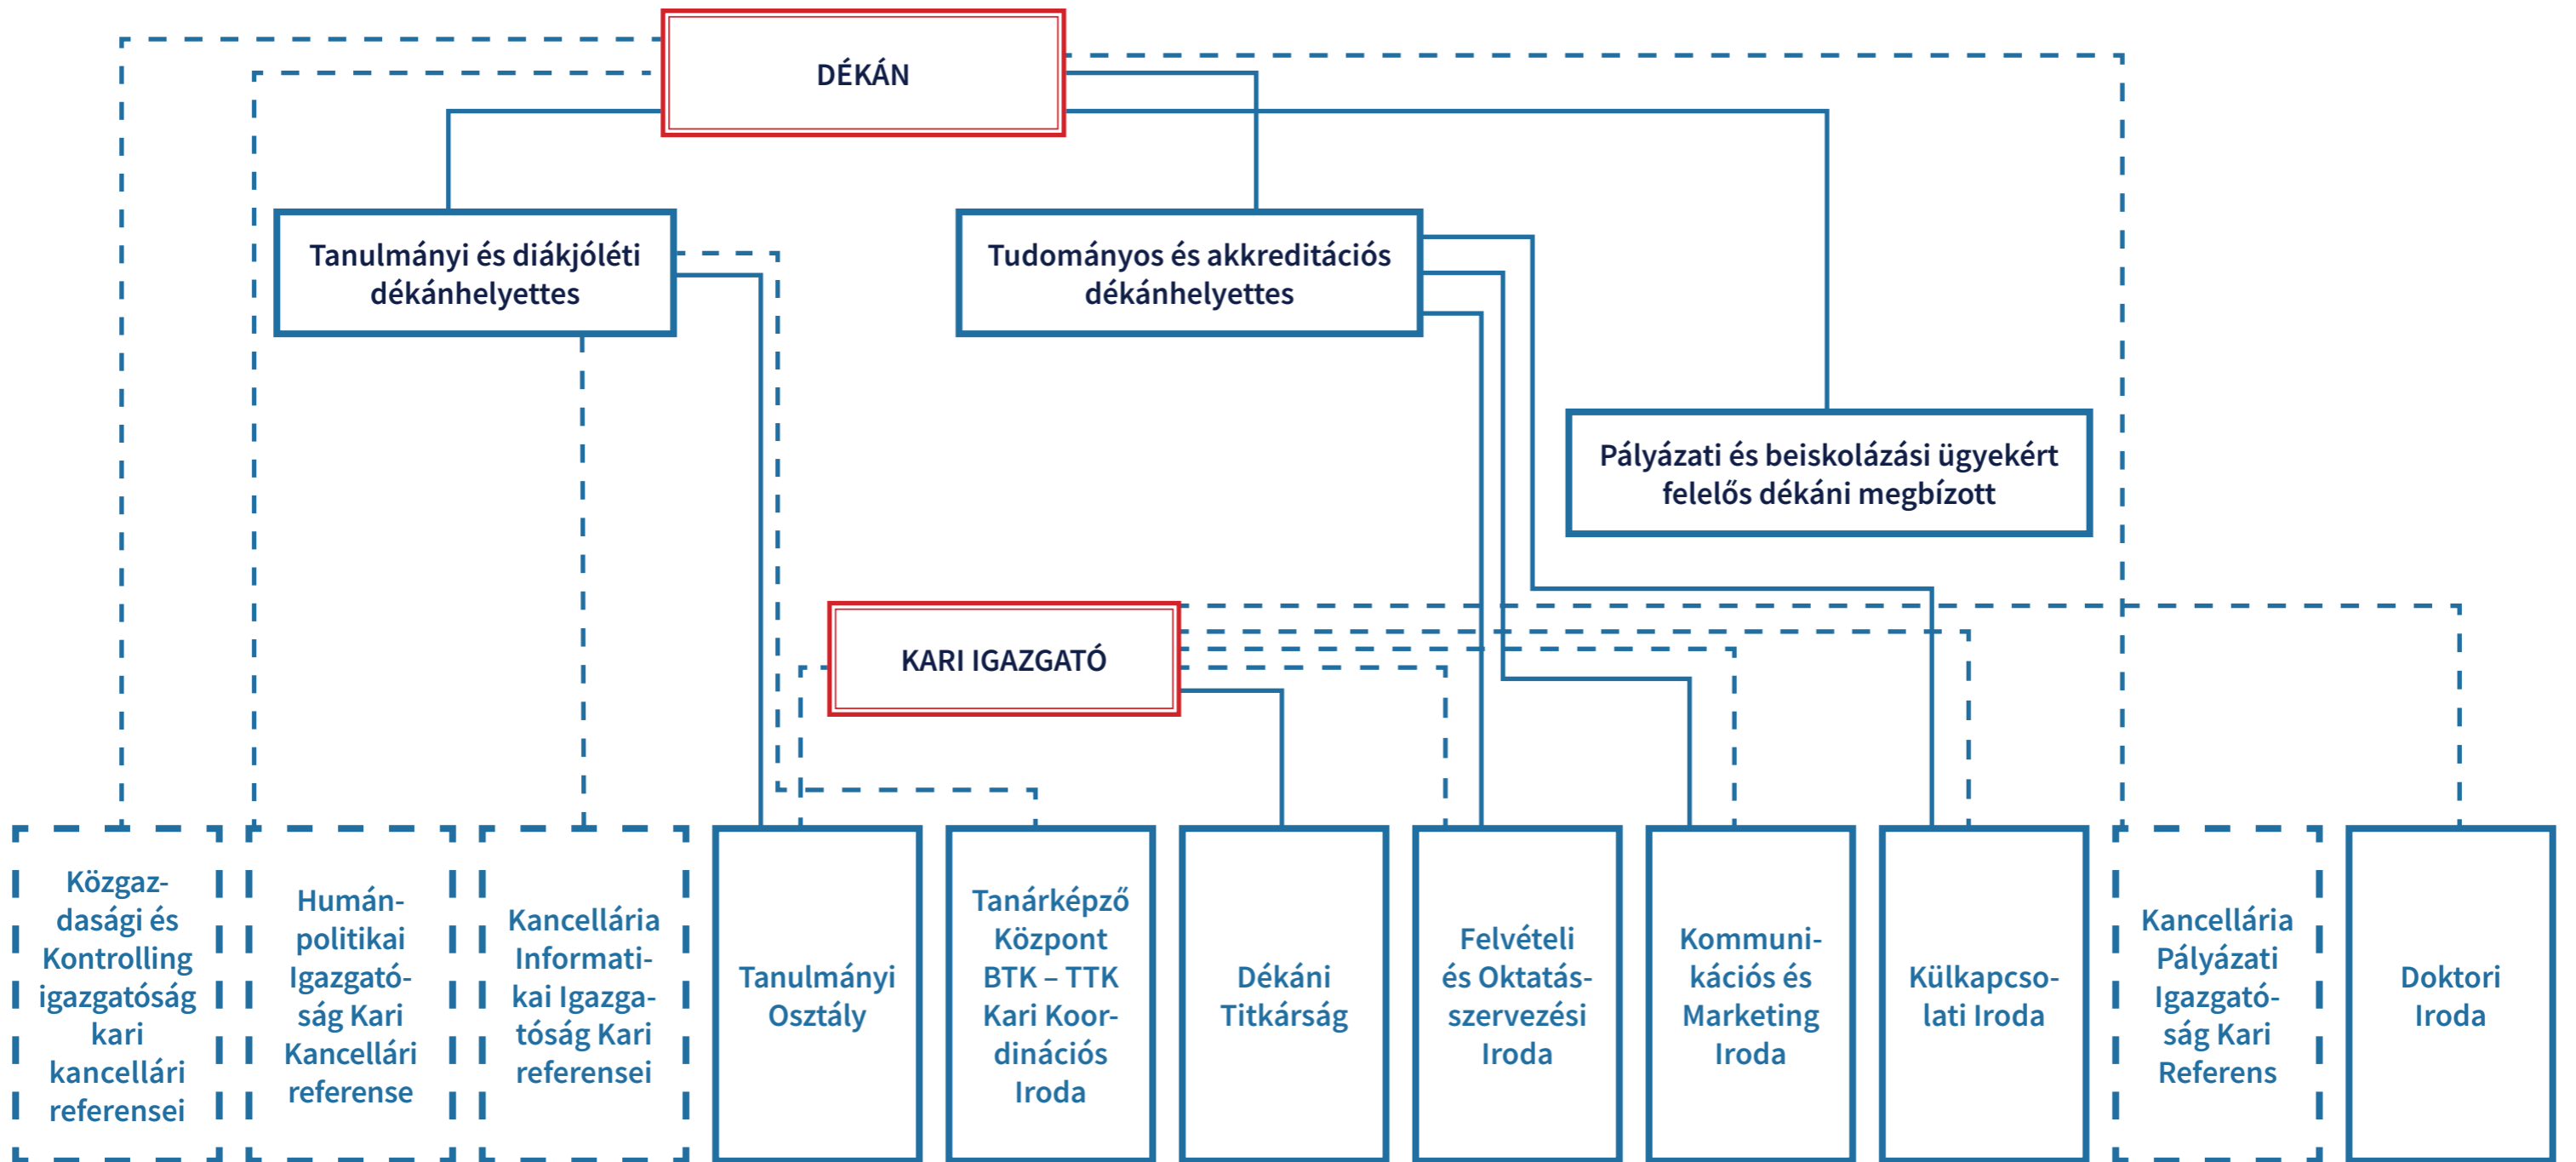 DÉKÁN
Tanulmányi és diákjóléti
dékánhelyettes
Tudományos és akkreditációs
dékánhelyettes
Pályázati és beiskolázási ügyekért
felelős dékáni megbízott
KARI IGAZGATÓ
Közgaz-
dasági és
Kontrolling
igazgatóság
kari
kancellári
referensei
Humán-
politikai
Igazgató-
ság Kari
Kancellári
referense
Kancellária
Informati-
kai Igazga-
tóság Kari
referensei
Tanulmányi
Osztály
Tanárképző
Központ
BTK – TTK
Kari Koor-
dinációs
Iroda
Dékáni
Titkárság
Felvételi
és Oktatás-
szervezési
Iroda
Kommuni-
kációs és
Marketing
Iroda
Külkapcso-
lati Iroda
Kancellária
Pályázati
Igazgató-
ság Kari
Referens
Doktori
Iroda